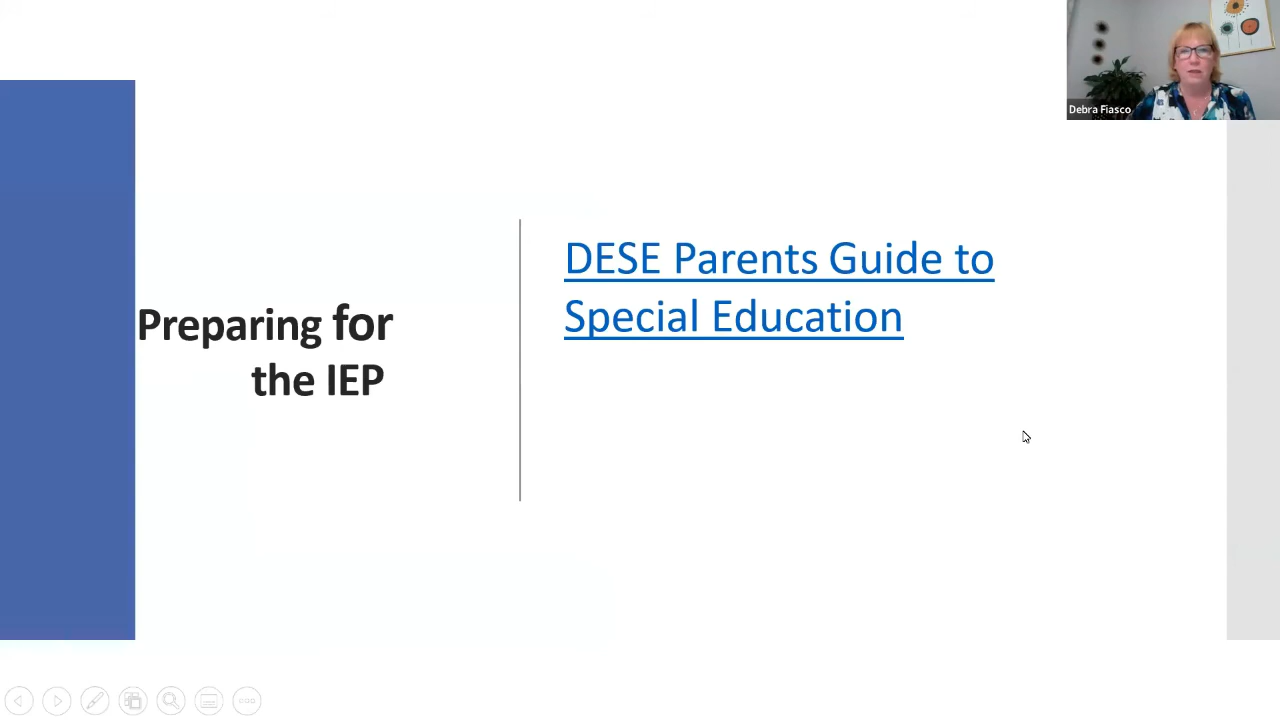 Debra Fiasco
Preparing for
the IEP
DESE Parents Guide to
Special Education